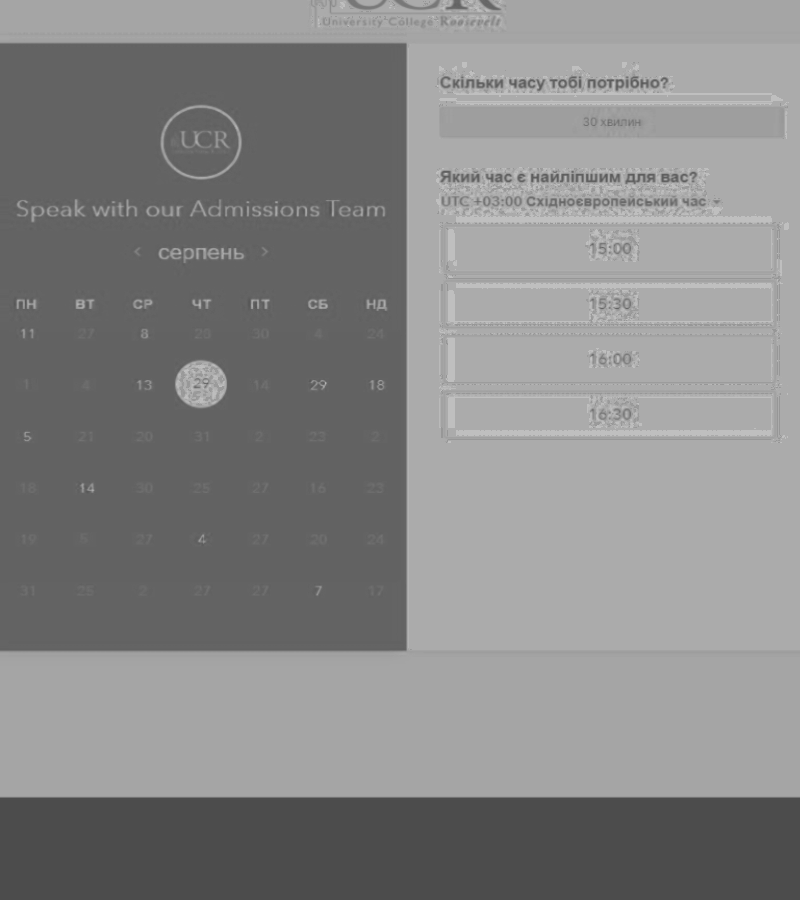 UCR
University College Roosevelt
UCR
Speak with our Admissions Team
< серпень >
ПН ВТ СР ЧТ ПТ СБ НД
11 27 8 29 30 4 24
1 4 13 29 14 29 18
5 21 20 31 2 23 2
18 14 30 25 27 16 23
19 5 27 4 27 20 24
31 25 2 27 27 7 17
Скільки часу тобі потрібно?
30 хвилин
Який час є найліпшим для вас?
UTC +03:00 Східноєвропейський час
15:00
15:30
16:00
16:30